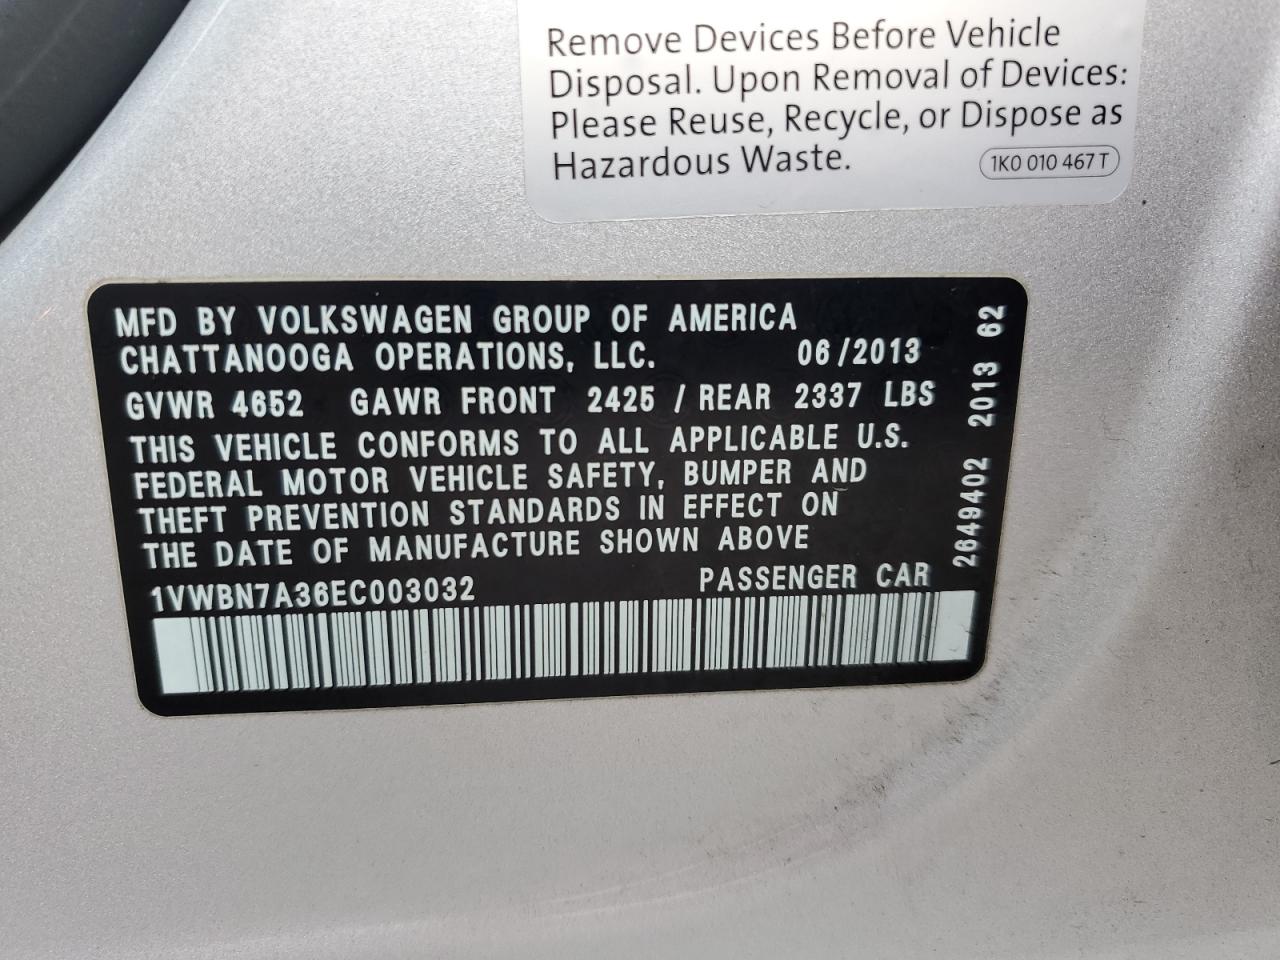 Remove Devices Before Vehicle
Disposal. Upon Removal of Devices:
Please Reuse, Recycle, or Dispose as
Hazardous Waste.
1K0 010 467 T
MFD BY VOLKSWAGEN GROUP OF AMERICA
CHATTANOOGA OPERATIONS, LLC. 06/2013
GVWR 4652 GAWR FRONT 2425 / REAR 2337 LBS
THIS VEHICLE CONFORMS TO ALL APPLICABLE U.S.
FEDERAL MOTOR VEHICLE SAFETY, BUMPER AND
THEFT PREVENTION STANDARDS IN EFFECT ON
THE DATE OF MANUFACTURE SHOWN ABOVE
1VWBN7A36EC003032 PASSENGER CAR
2649402 2013 62